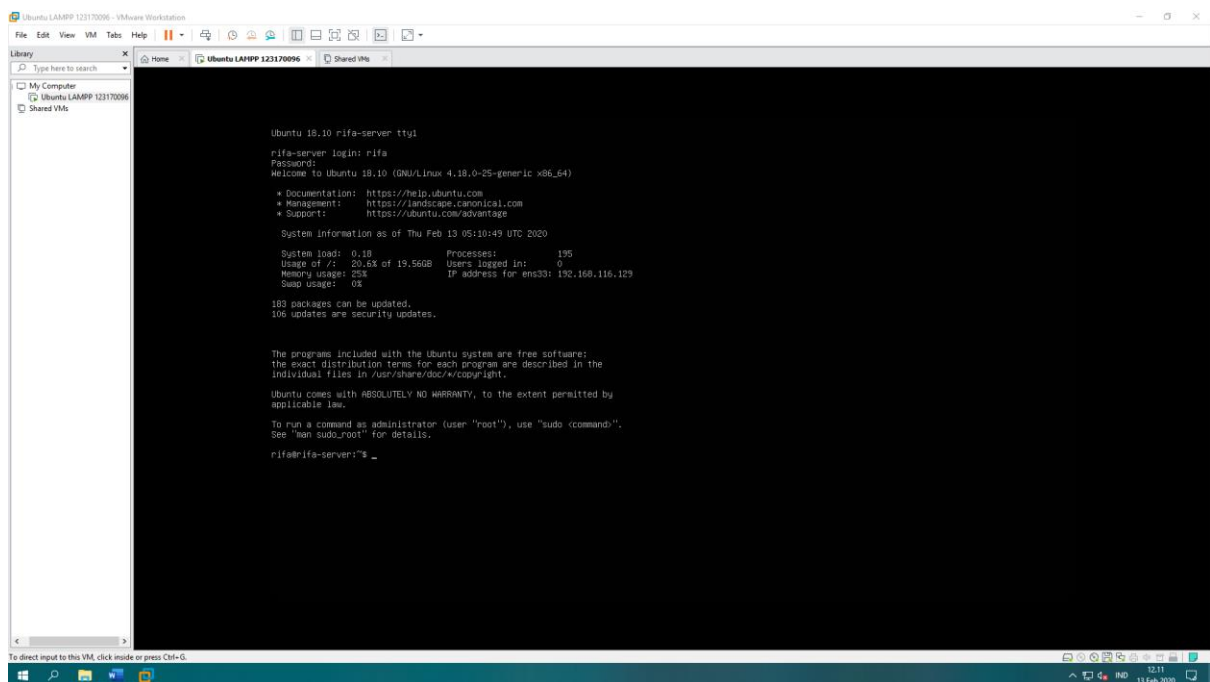 Ubuntu LAMPP 123170096 - VMware Workstation
File Edit View VM Tabs Help
Library
Home
Ubuntu LAMPP 123170096
Shared VMs
Type here to search
My Computer
Ubuntu LAMPP 123170096
Shared VMs
Ubuntu 18.10 rifa-server tty1
rifa-server login: rifa
Password:
Welcome to Ubuntu 18.10 (GNU/Linux 4.18.0-25-generic x86_64)
* Documentation: https://help.ubuntu.com
* Management: https://landscape.canonical.com
* Support: https://ubuntu.com/advantage
System information as of Thu Feb 13 05:10:49 UTC 2020
System load: 0.18 Processes: 195
Usage of /: 20.6% of 19.56GB Users logged in: 0
Memory usage: 25% IP address for ens33: 192.168.116.129
Swap usage: 0%
183 packages can be updated.
106 updates are security updates.
The programs included with the Ubuntu system are free software;
the exact distribution terms for each program are described in the
individual files in /usr/share/doc/*/copyright.
Ubuntu comes with ABSOLUTELY NO WARRANTY, to the extent permitted by
applicable law.
To run a command as administrator (user "root"), use "sudo <command>".
See "man sudo_root" for details.
rifa@rifa-server:~$ _
To direct input to this VM, click inside or press Ctrl+G.
IND
12.11
13 Feb 2020